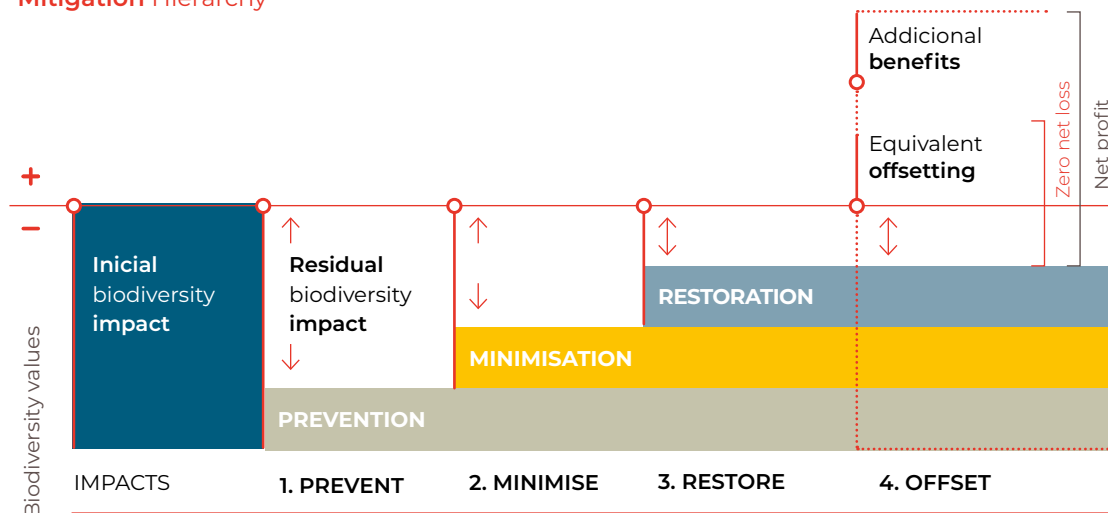 Mitigation Hierarchy
Addicional
benefits
Equivalent
offsetting
Zero net loss
Net profit
+
−
Biodiversity values
Inicial
biodiversity
impact
Residual
biodiversity
impact
RESTORATION
MINIMISATION
PREVENTION
IMPACTS
1. PREVENT
2. MINIMISE
3. RESTORE
4. OFFSET